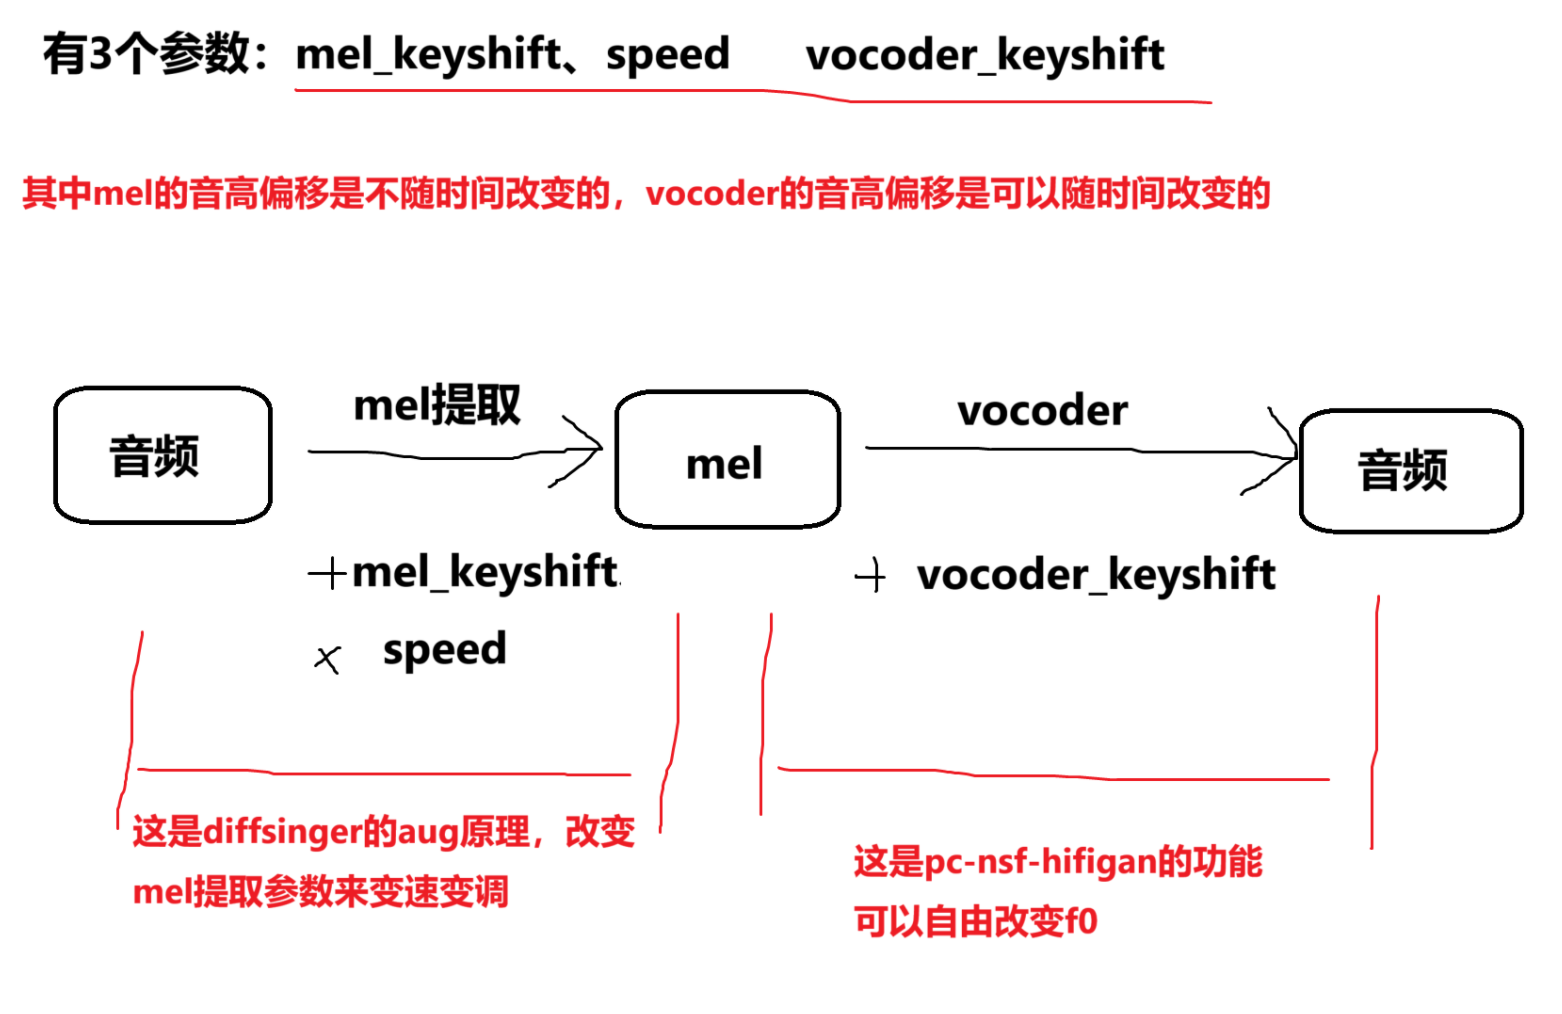 有3个参数：mel_keyshift、speed vocoder_keyshift
其中mel的音高偏移是不随时间改变的，vocoder的音高偏移是可以随时间改变的
音频
mel提取
mel
vocoder
音频
+mel_keyshift
× speed
+ vocoder_keyshift
这是diffsinger的aug原理，改变
mel提取参数来变速变调
这是pc-nsf-hifigan的功能
可以自由改变f0